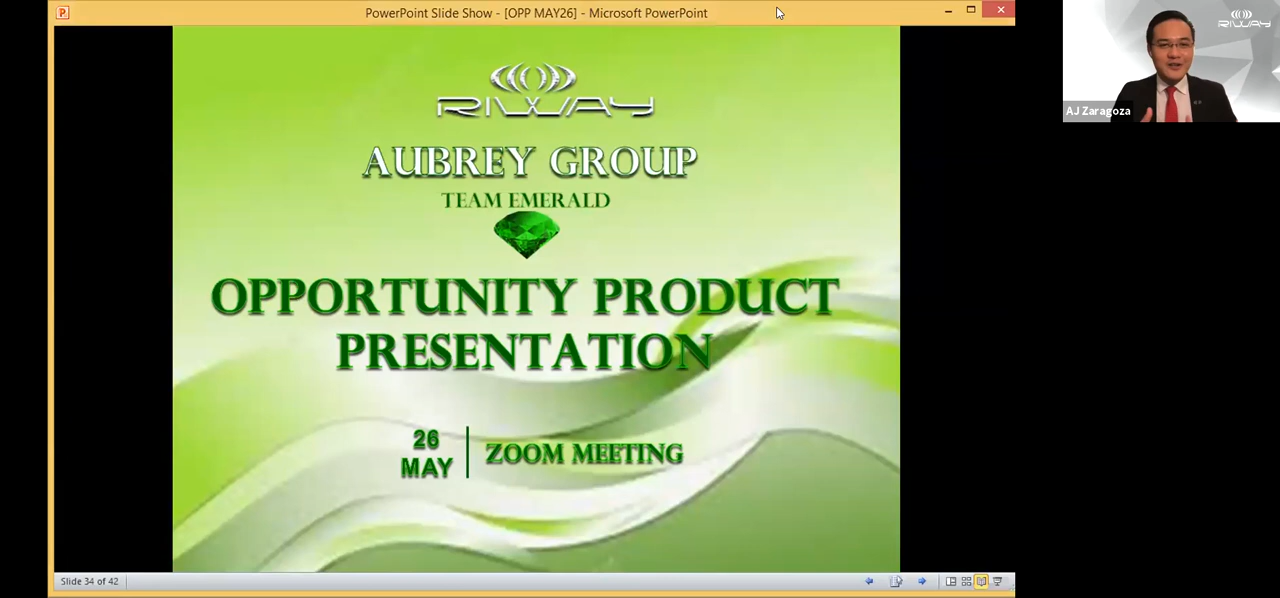 PowerPoint Slide Show - [OPP MAY26] - Microsoft PowerPoint
RIWAY
AJ Zaragoza
RIWAY
AUBREY GROUP
TEAM EMERALD
OPPORTUNITY PRODUCT
PRESENTATION
26
MAY
ZOOM MEETING
Slide 34 of 42